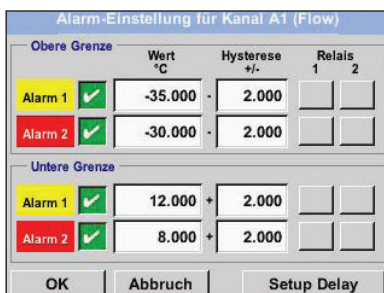 Alarm-Einstellung für Kanal A1 (Flow)
Obere Grenze
Wert Hysterese Relais
°C +/- 1 2
Alarm 1 -35.000 - 2.000
Alarm 2 -30.000 - 2.000
Untere Grenze
Alarm 1 12.000 + 2.000
Alarm 2 8.000 + 2.000
OK Abbruch Setup Delay